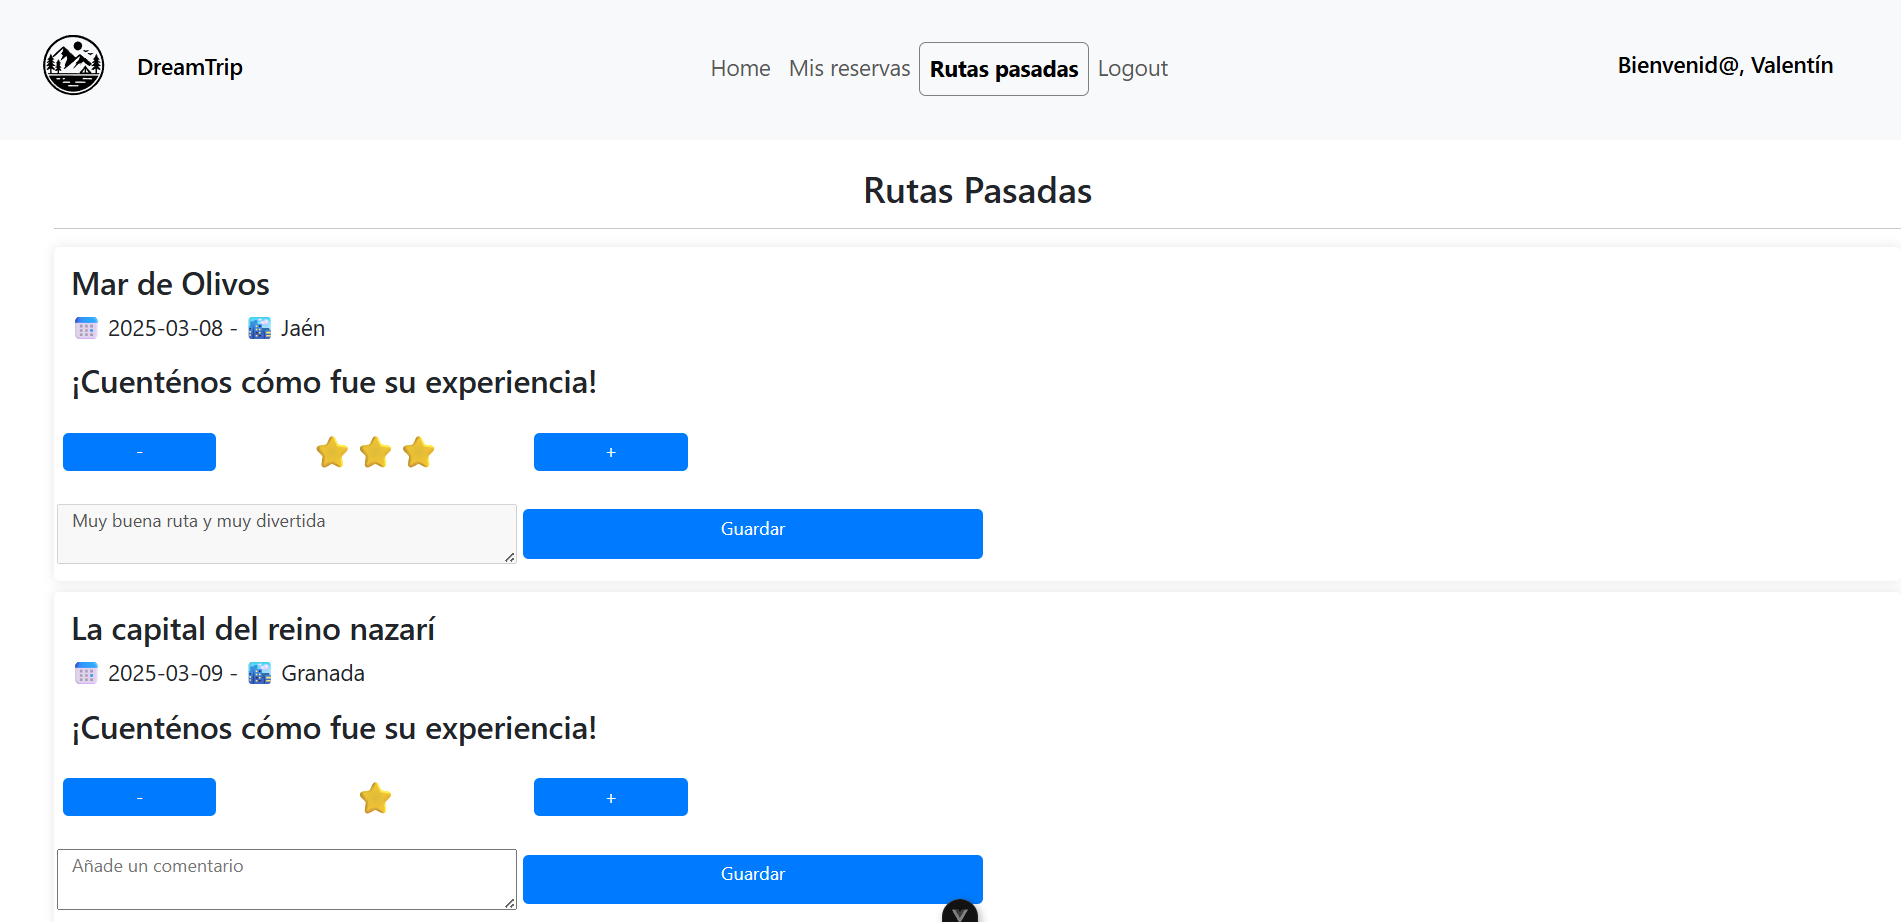 DreamTrip
Home Mis reservas Rutas pasadas Logout
Bienvenid@, Valentín
Rutas Pasadas
Mar de Olivos
2025-03-08 - Jaén
¡Cuenténos cómo fue su experiencia!
- +
Muy buena ruta y muy divertida
Guardar
La capital del reino nazarí
2025-03-09 - Granada
¡Cuenténos cómo fue su experiencia!
- +
Añade un comentario
Guardar